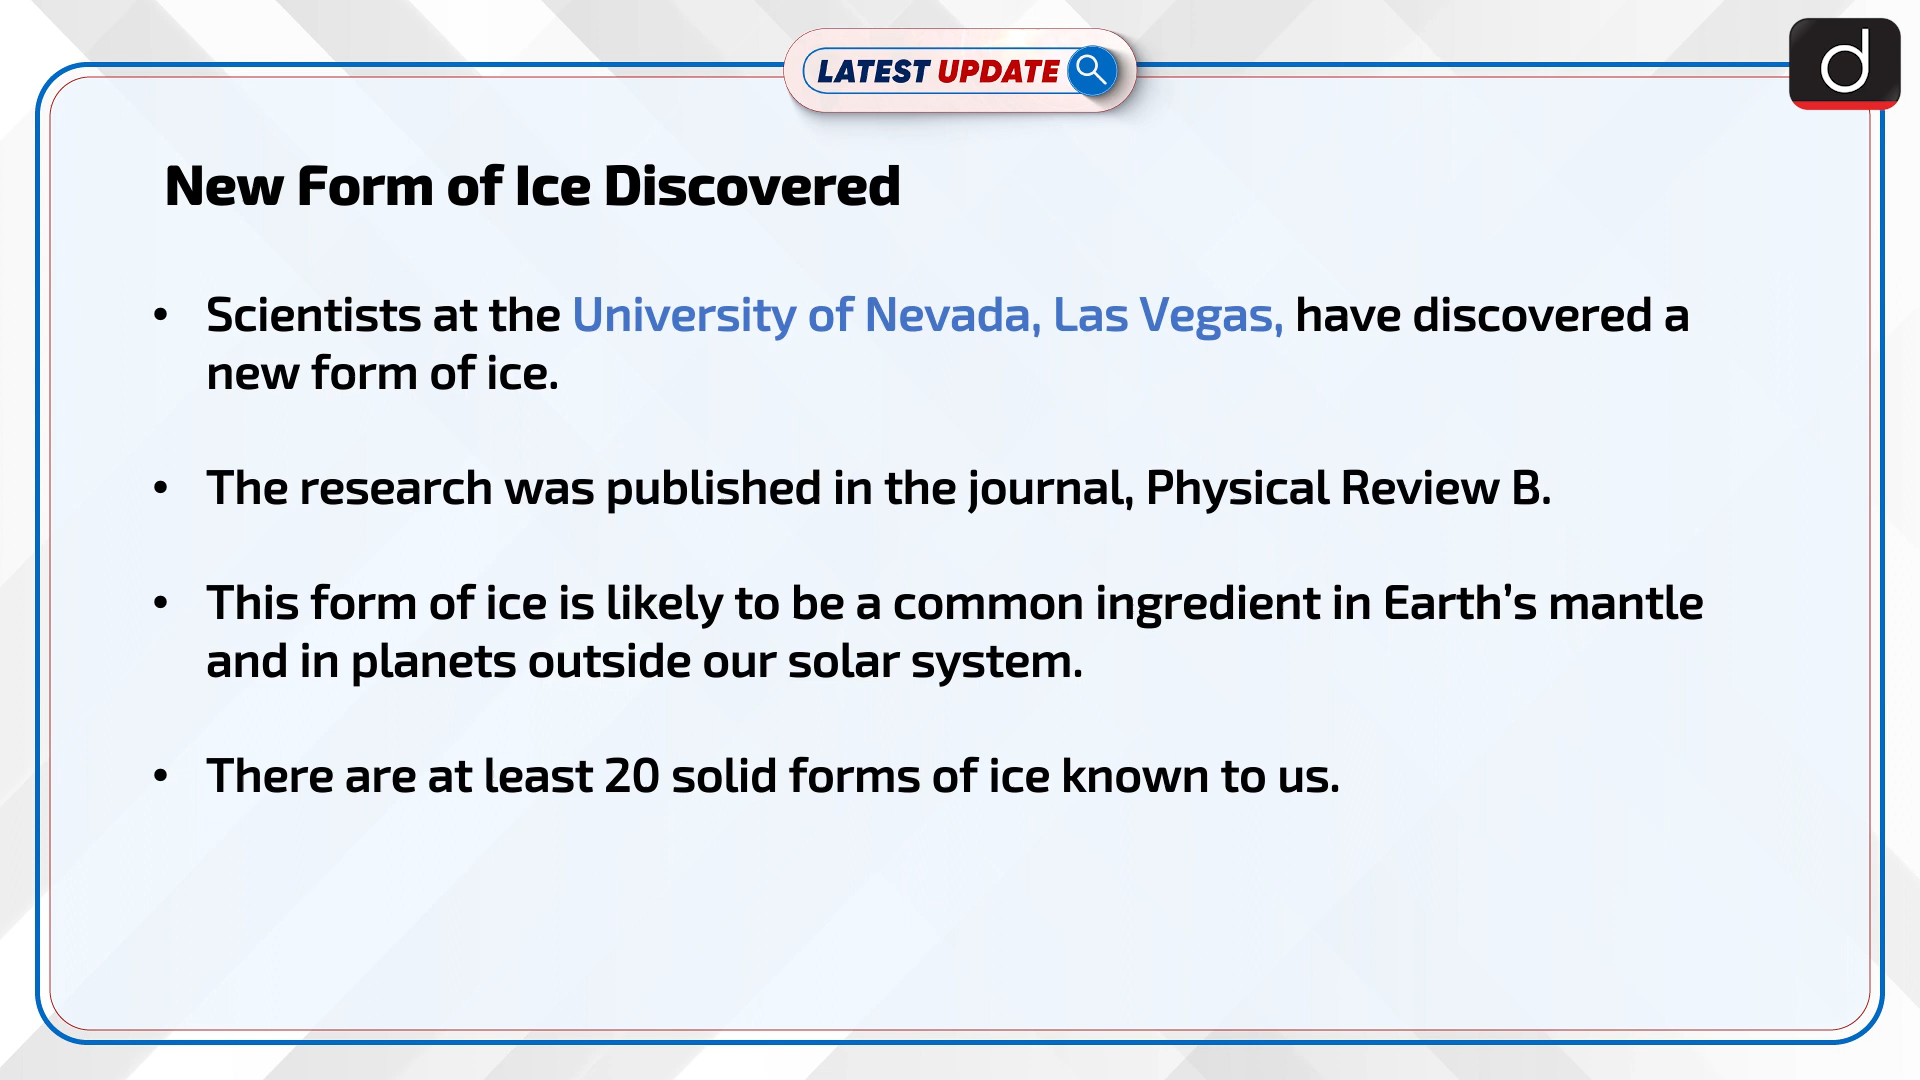 LATEST UPDATE
d
New Form of Ice Discovered
• Scientists at the University of Nevada, Las Vegas, have discovered a
new form of ice.
• The research was published in the journal, Physical Review B.
• This form of ice is likely to be a common ingredient in Earth’s mantle
and in planets outside our solar system.
• There are at least 20 solid forms of ice known to us.